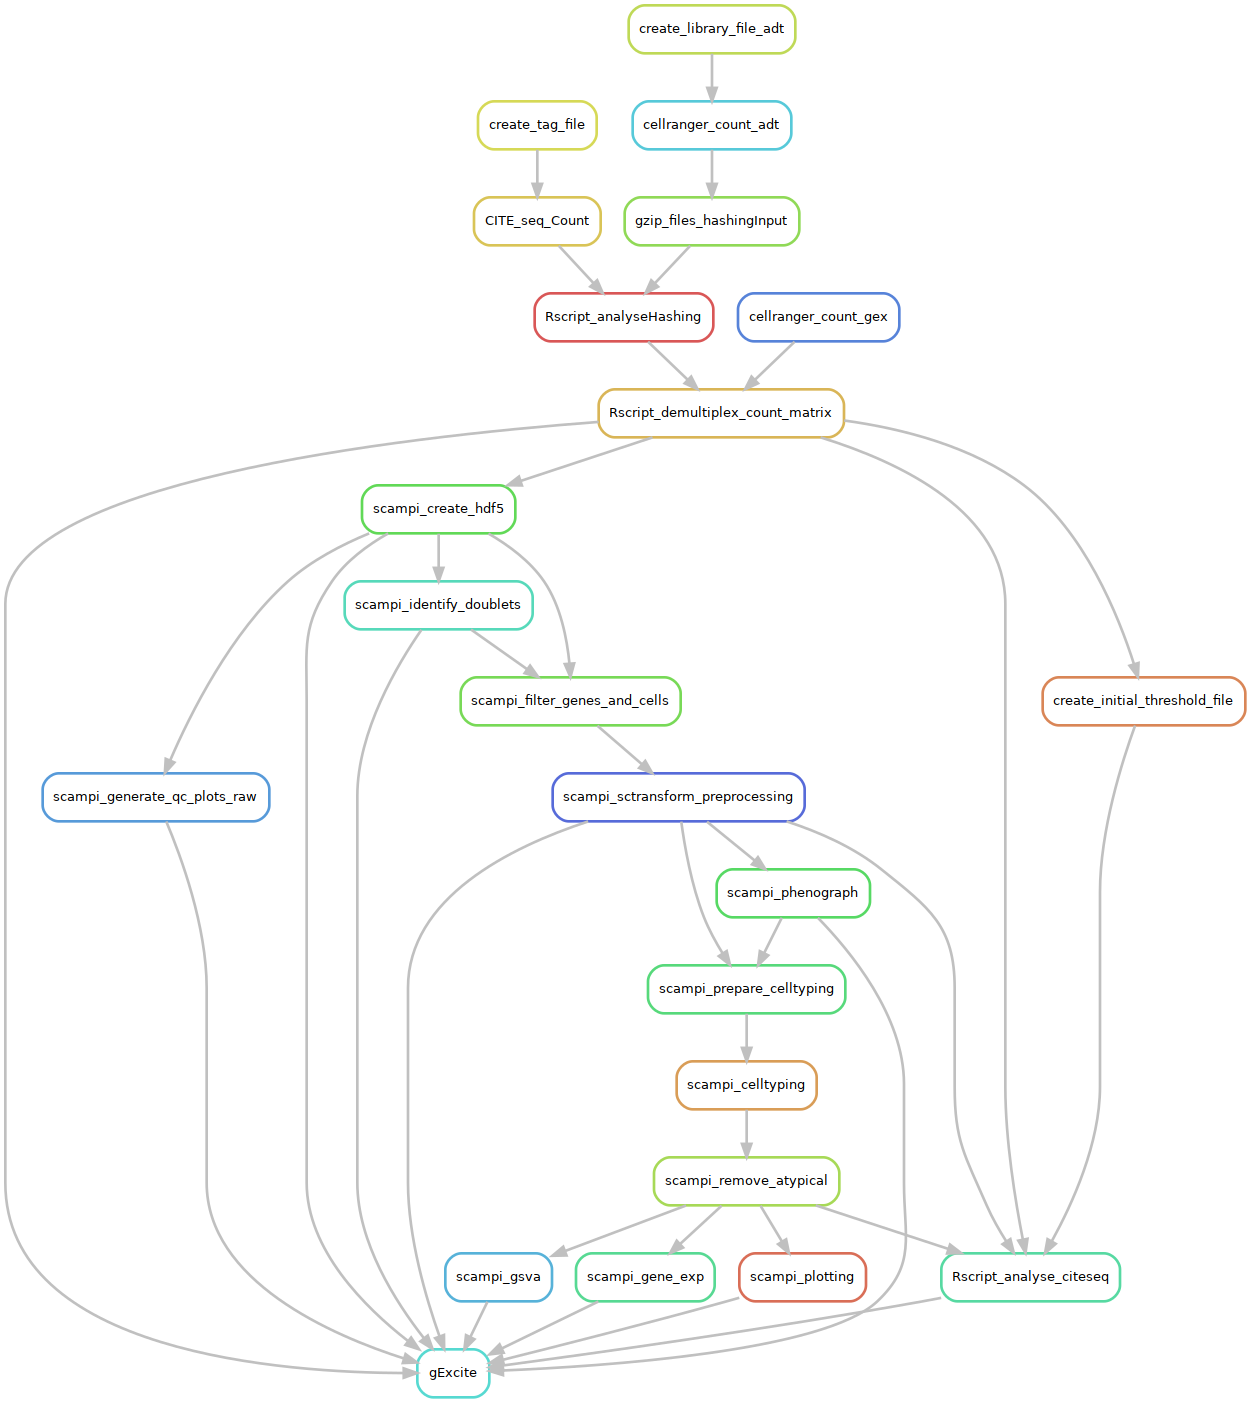 create_library_file_adt
create_tag_file
cellranger_count_adt
CITE_seq_Count
gzip_files_hashingInput
Rscript_analyseHashing
cellranger_count_gex
Rscript_demultiplex_count_matrix
scampi_create_hdf5
scampi_identify_doublets
scampi_filter_genes_and_cells
create_initial_threshold_file
scampi_generate_qc_plots_raw
scampi_sctransform_preprocessing
scampi_phenograph
scampi_prepare_celltyping
scampi_celltyping
scampi_remove_atypical
scampi_gsva
scampi_gene_exp
scampi_plotting
Rscript_analyse_citeseq
gExcite